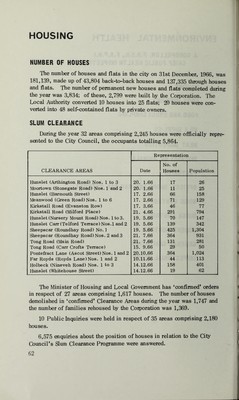 HOUSING
NUMBER OF HOUSES
The number of houses and flats in the city on 31st December, 1966, was
181,139, made up of 43,804 back-to-back houses and 137,335 through houses
and flats. The number of permanent new houses and flats completed during
the year was 3,834; of these, 2,799 were built by the Corporation. The
Local Authority converted 10 houses into 25 flats; 29 houses were con-
verted into 48 self-contained flats by private owners.
SLUM CLEARANCE
During the year 32 areas comprising 2,245 houses were officially repre-
sented to the City Council, the occupants totalling 5,864.
Representation
CLEARANCE AREAS Date No. of Houses Population
Hunslet (Arthington Road) Nos. 1 to 3 20. 1.66 17 26
Moortown (Stonegate Road) Nos. 1 and 2 20. 1.66 11 25
Hunslet (Dartmouth Street) 17. 2.66 86 158
Meanwood (Green Road) Nos. 1 to 6 17. 2.66 71 129
Kirkstall Road (Evanston Row) 17. 3.66 46 77
Kirkstall Road (Gilford Place) 21. 4.66 291 794
Hunslet (Nursery Mount Road) Nos. 1 to 3. 19. 5.66 70 147
Hunslet Carr (Telford Terrace) Nos. 1 and 2 19. 5.66 119 342
Sheepscar (Roundhay Road) No. 1 19. 5.66 425 1,204
Sheepscar (Roundhay Road) Nos. 2 and 3 21. 7.66 364 931
Tong Road (Skin Road) 21. 7.66 131 291
Tong Road (Carr Crofts Terrace) 15. 9.66 29 50
Pontefract Lane (Ascot Street) Nos. 1 and 2 20.10.66 364 1,024
Far Royds (Royds Lane) Nos. 1 and 2 10.11.66 44 113
Holbeck (Nineveh Road) Nos. 1 to 3 14.12.66 158 401
Hunslet (Whitehouse Street) 14.12.66 19 62
The Minister of Housing and Local Government has 'confirmed' orders
in respect of 27 areas comprising 1,617 houses. The number of houses
demolished in 'confirmed' Clearance Areas during the year was 1,747 and
the number of families rehoused by the Corporation was 1,369.
10 Public Inquiries were held in respect of 35 areas comprising 2,180
houses.
6,575 enquiries about the position of houses in relation to the City
Council's Slum Clearance Programme were answered.
62